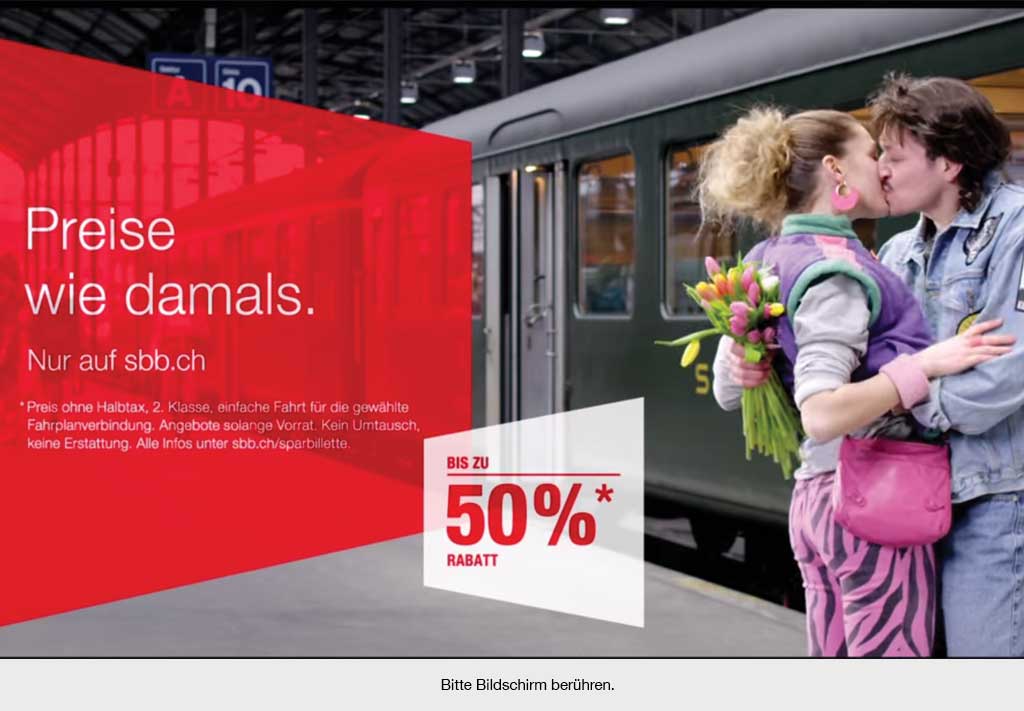 A
10
Preise
wie damals.
Nur auf sbb.ch
* Preis ohne Halbtax, 2. Klasse, einfache Fahrt für die gewählte
Fahrplanverbindung. Angebote solange Vorrat. Kein Umtausch,
keine Erstattung. Alle Infos unter sbb.ch/sparbillette.
BIS ZU
50%*
RABATT
S
Bitte Bildschirm berühren.